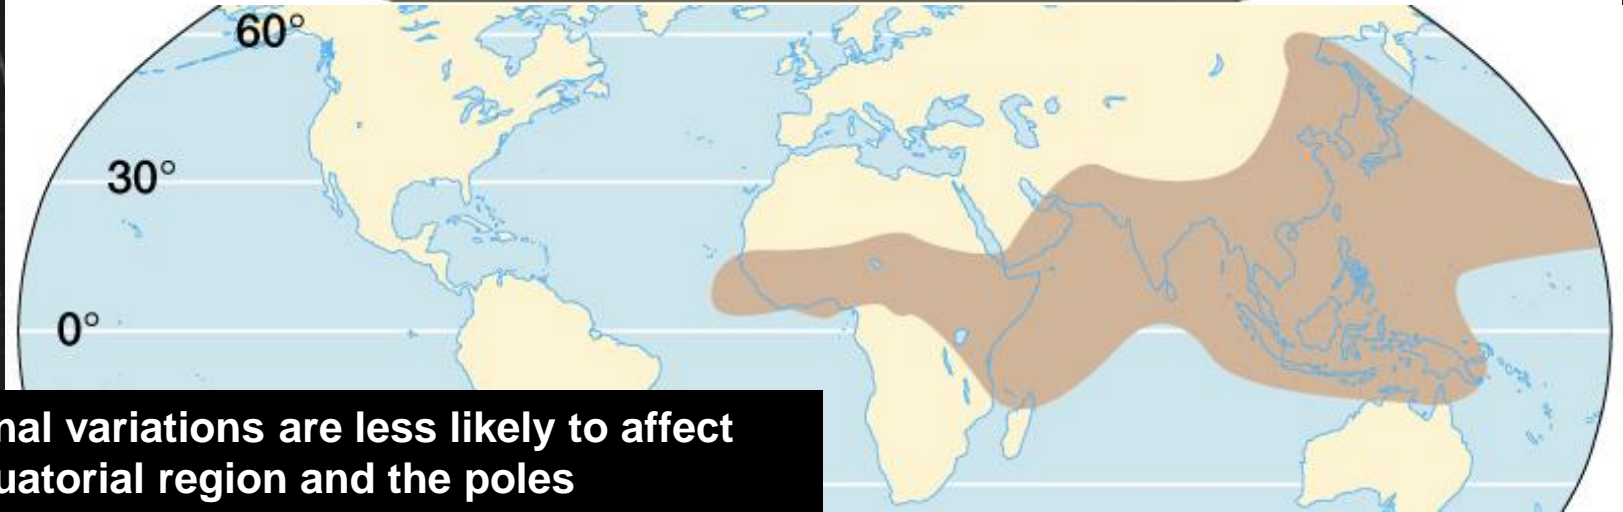 60°
30°
0°
nal variations are less likely to affect
uatorial region and the poles